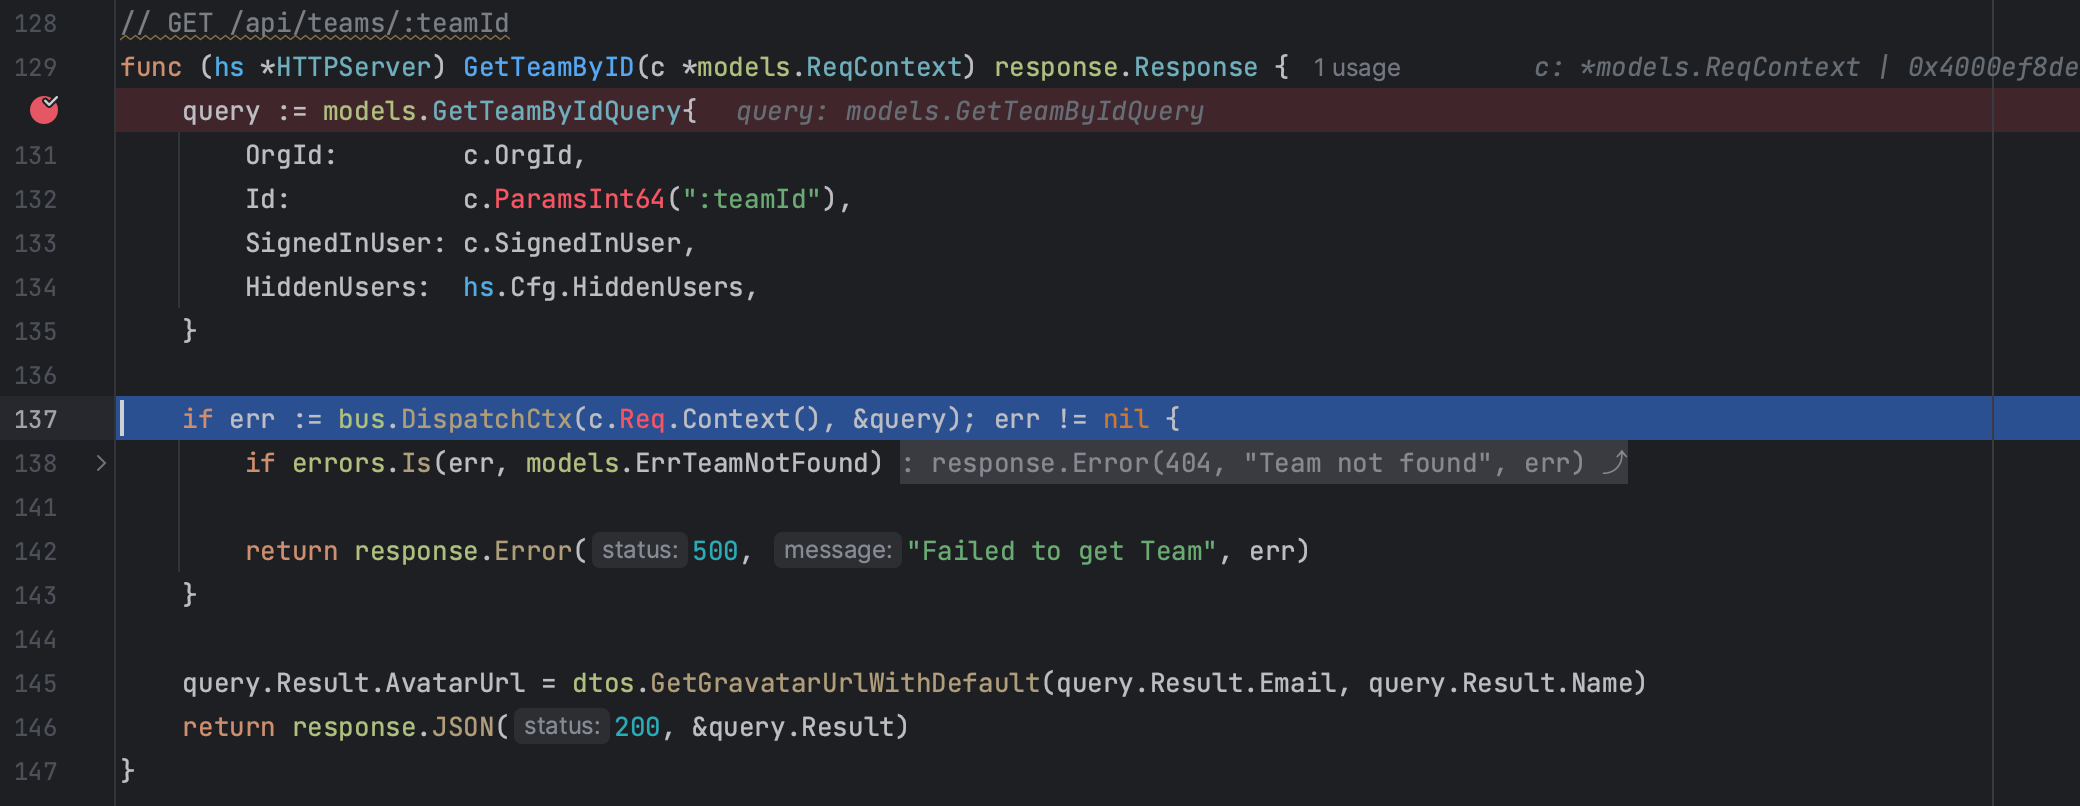 128 // GET /api/teams/:teamId
129 func (hs *HTTPServer) GetTeamByID(c *models.ReqContext) response.Response { 1 usage c: *models.ReqContext | 0x4000ef8de
query := models.GetTeamByIdQuery{ query: models.GetTeamByIdQuery
131 OrgId: c.OrgId,
132 Id: c.ParamsInt64(":teamId"),
133 SignedInUser: c.SignedInUser,
134 HiddenUsers: hs.Cfg.HiddenUsers,
135 }
136
137 if err := bus.DispatchCtx(c.Req.Context(), &query); err != nil {
138 if errors.Is(err, models.ErrTeamNotFound) : response.Error(404, "Team not found", err)
141
142 return response.Error( status: 500, message: "Failed to get Team", err)
143 }
144
145 query.Result.AvatarUrl = dtos.GetGravatarUrlWithDefault(query.Result.Email, query.Result.Name)
146 return response.JSON( status: 200, &query.Result)
147 }